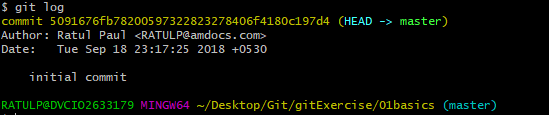 $ git log
commit 5091676fb78200597322823278406f4180c197d4 (HEAD -> master)
Author: Ratul Paul <RATULP@amdocs.com>
Date:   Tue Sep 18 23:17:25 2018 +0530
initial commit
RATULP@DVCIO2633179 MINGW64 ~/Desktop/Git/gitExercise/01basics (master)